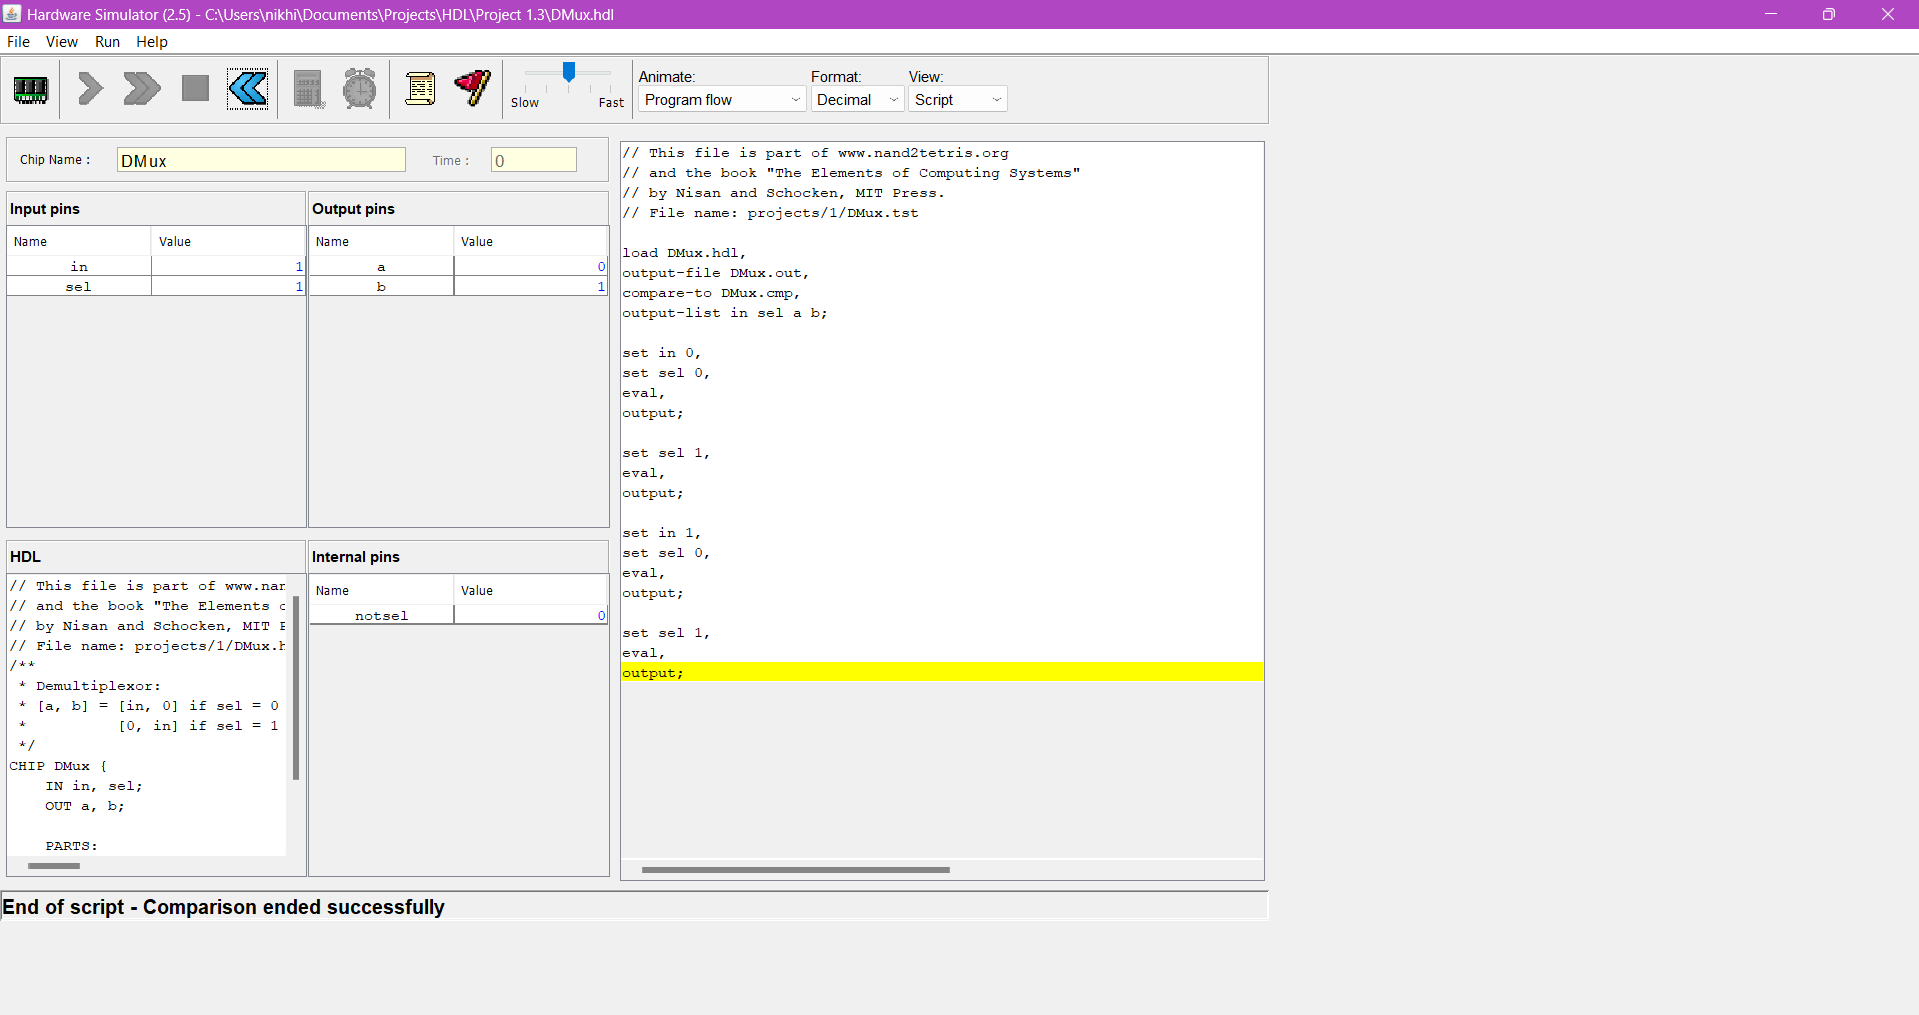 Hardware Simulator (2.5) - C:\Users\nikhi\Documents\Projects\HDL\Project 1.3\DMux.hdl
File View Run Help
Slow Fast
Animate: Format: View:
Program flow Decimal Script
Chip Name : DMux Time : 0
Input pins
Name Value
in 1
sel 1
Output pins
Name Value
a 0
b 1
HDL
// This file is part of www.nan
// and the book "The Elements
// by Nisan and Schocken, MIT
// File name: projects/1/DMux.h
/**
* Demultiplexor:
* [a, b] = [in, 0] if sel = 0
* [0, in] if sel = 1
*/
CHIP DMux {
IN in, sel;
OUT a, b;
PARTS:
Internal pins
Name Value
notsel 0
// This file is part of www.nand2tetris.org
// and the book "The Elements of Computing Systems"
// by Nisan and Schocken, MIT Press.
// File name: projects/1/DMux.tst
load DMux.hdl,
output-file DMux.out,
compare-to DMux.cmp,
output-list in sel a b;
set in 0,
set sel 0,
eval,
output;
set sel 1,
eval,
output;
set in 1,
set sel 0,
eval,
output;
set sel 1,
eval,
output;
End of script - Comparison ended successfully